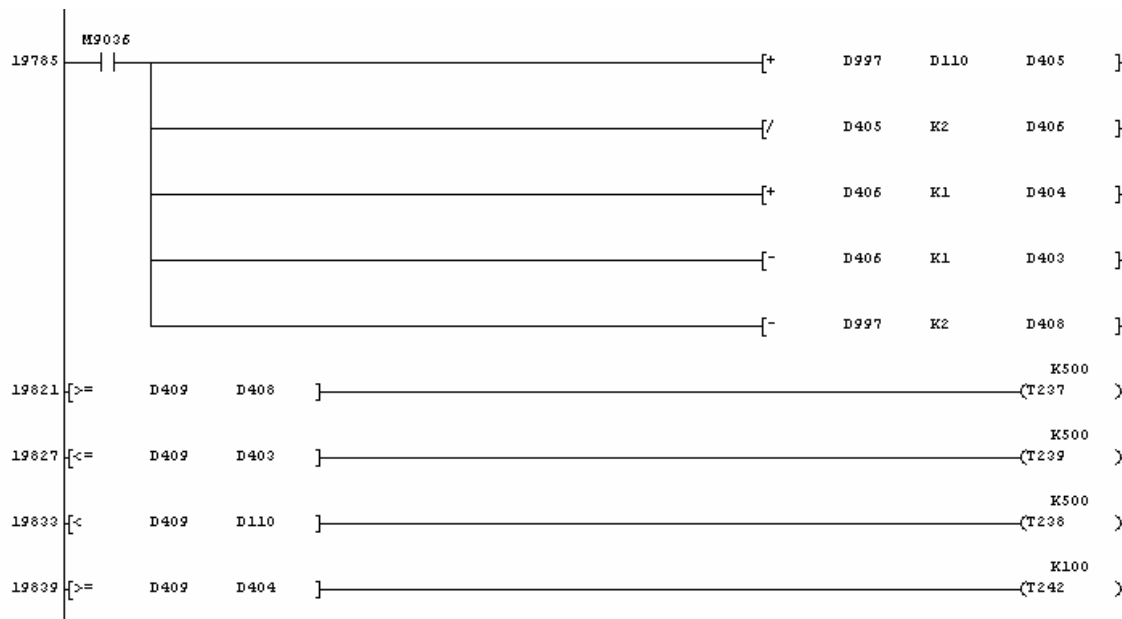 M9036
19785 [+ D997 D110 D405 ]
[/ D405 K2 D406 ]
[+ D406 K1 D404 ]
[- D406 K1 D403 ]
[- D997 K2 D408 ]
K500
19821 [>= D409 D408 ] (T237 )
K500
19827 [<= D409 D403 ] (T239 )
K500
19833 [< D409 D110 ] (T238 )
K100
19839 [>= D409 D404 ] (T242 )